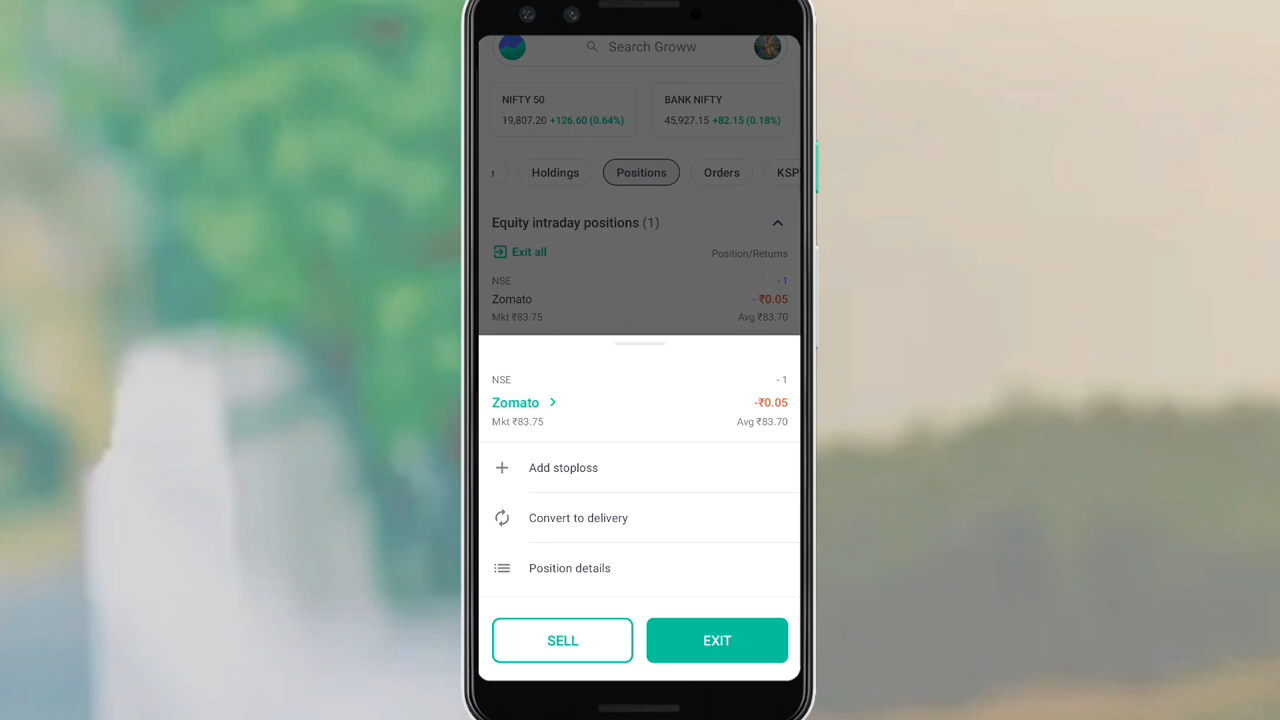 Search Groww
NIFTY 50
19,807.20 +126.60 (0.64%)
BANK NIFTY
45,927.15 +82.15 (0.18%)
e
Holdings
Positions
Orders
KSP
Equity intraday positions (1)
Exit all
Position/Returns
NSE
- 1
Zomato
- ₹0.05
Mkt ₹83.75
Avg ₹83.70
NSE
- 1
Zomato
-₹0.05
Mkt ₹83.75
Avg ₹83.70
Add stoploss
Convert to delivery
Position details
SELL
EXIT